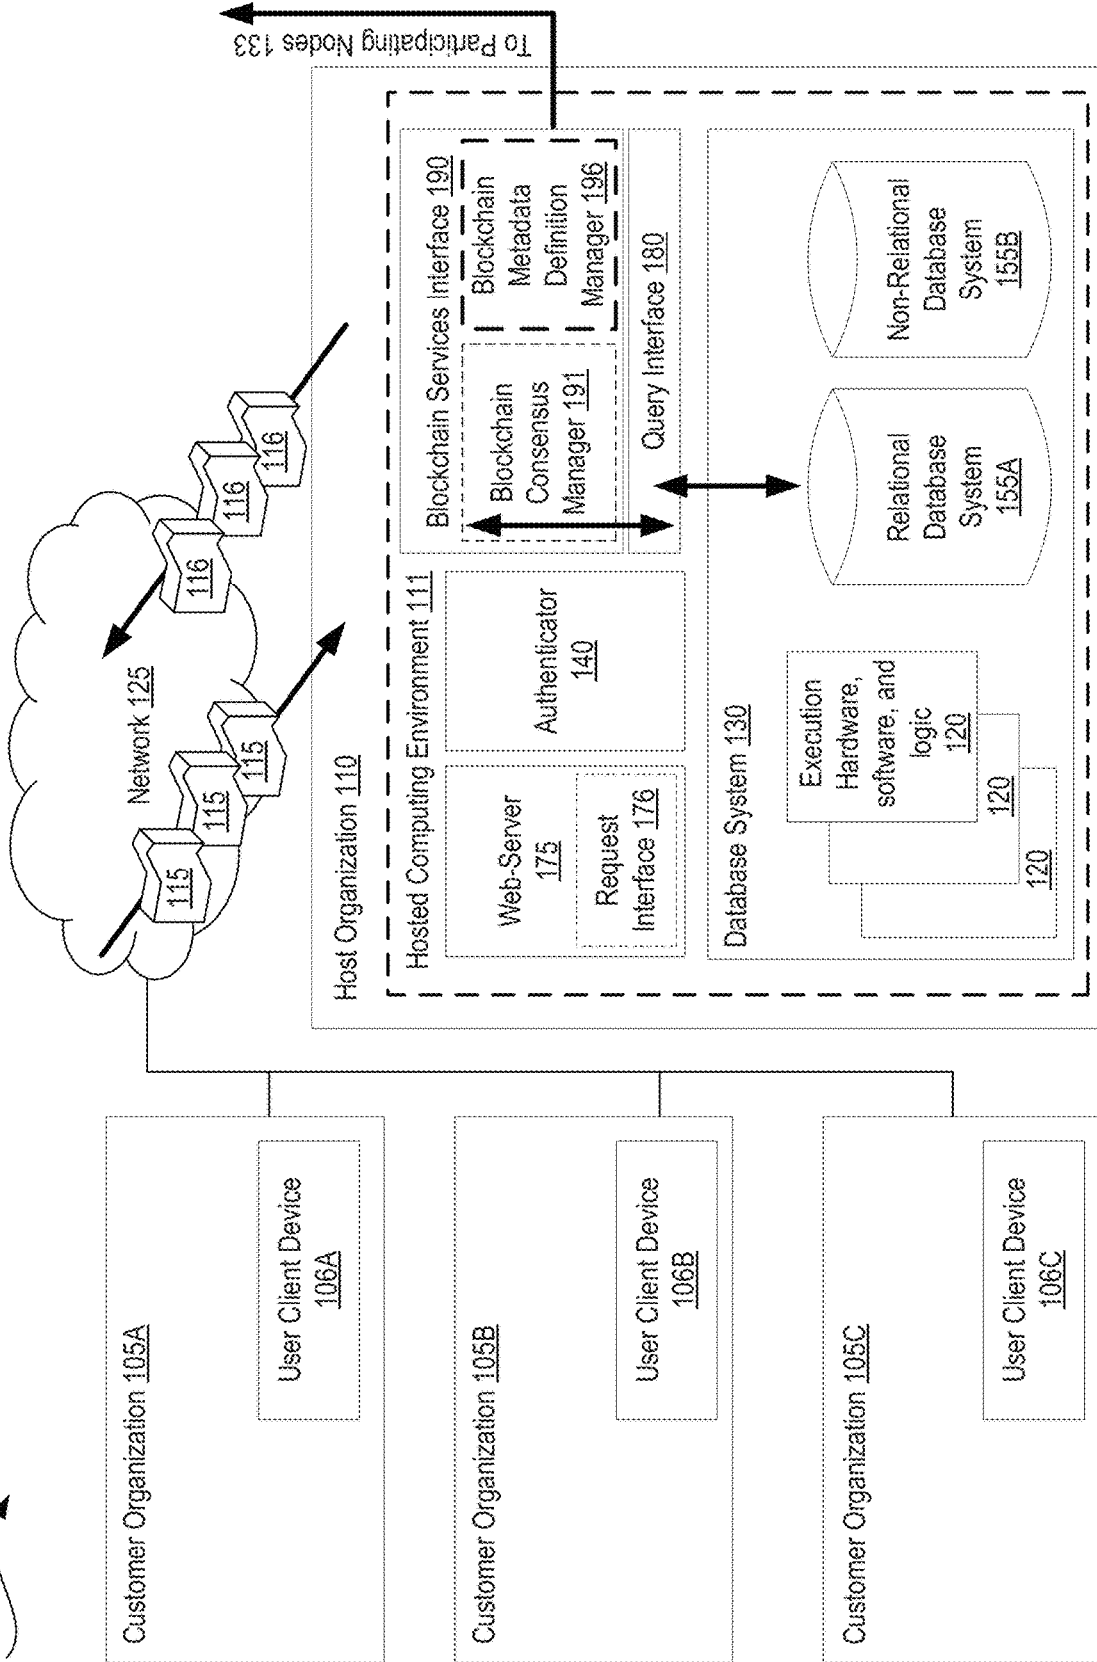 Customer Organization 105A
User Client Device
106A
Customer Organization 105B
User Client Device
106B
Customer Organization 105C
User Client Device
106C
Network 125
115
115
115
116
116
116
Host Organization 110
Hosted Computing Environment 111
Web-Server
175
Request
Interface 176
Authenticator
140
Blockchain Services Interface 190
Blockchain
Consensus
Manager 191
Blockchain
Metadata
Definition
Manager 196
Query Interface 180
To Participating Nodes 133
Database System 130
Execution
Hardware,
software, and
logic
120
120
120
Relational
Database
System
155A
Non-Relational
Database
System
155B